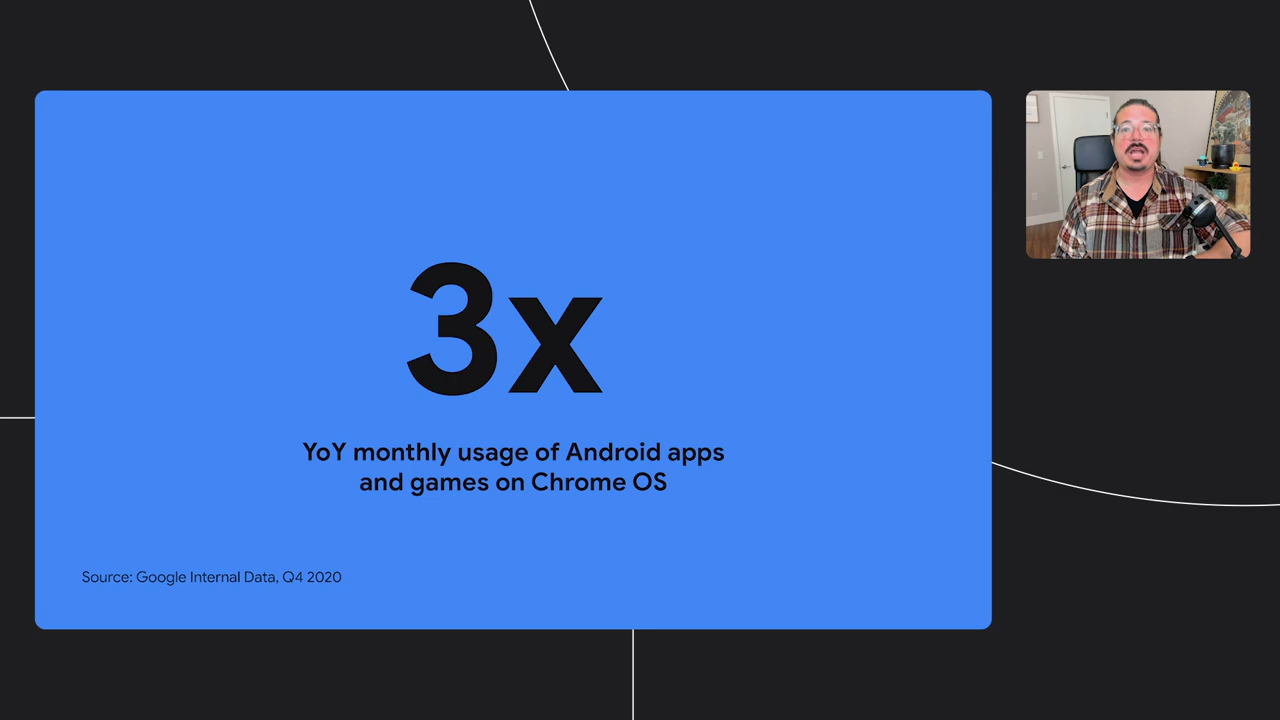 3x
YoY monthly usage of Android apps
and games on Chrome OS
Source: Google Internal Data, Q4 2020